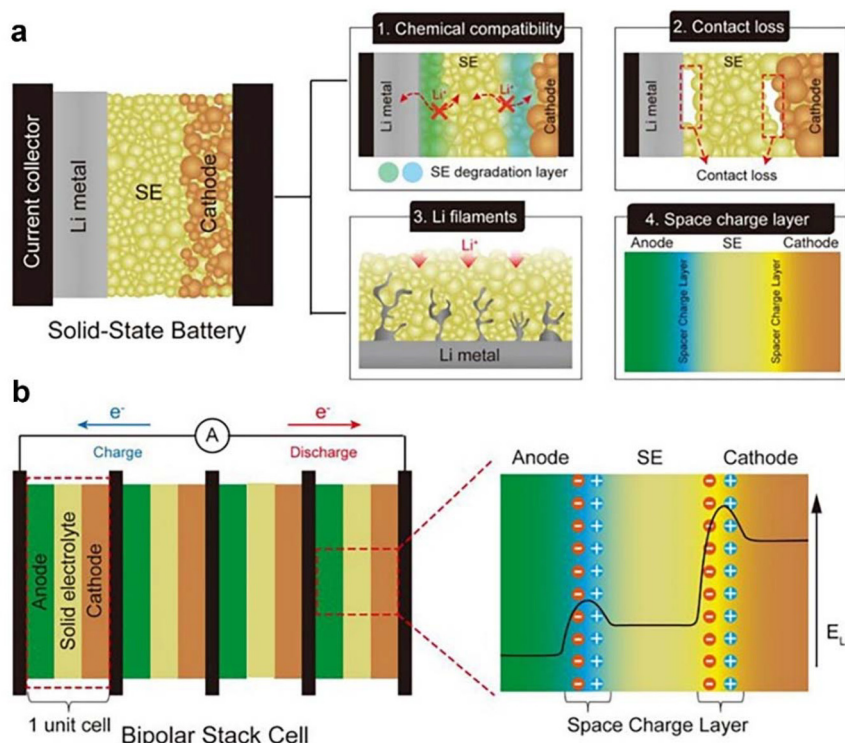 a
Current collector
Li metal
SE
Cathode
Solid-State Battery
1. Chemical compatibility
SE
Li⁺
Li⁺
Li metal
Cathode
SE degradation layer
2. Contact loss
SE
Li metal
Cathode
Contact loss
3. Li filaments
Li⁺
Li metal
4. Space charge layer
Anode SE Cathode
Spacer Charge Layer
Spacer Charge Layer
b
e⁻ A e⁻
Charge Discharge
Anode
Solid electrolyte
Cathode
1 unit cell
Bipolar Stack Cell
Anode SE Cathode
E_L
Space Charge Layer